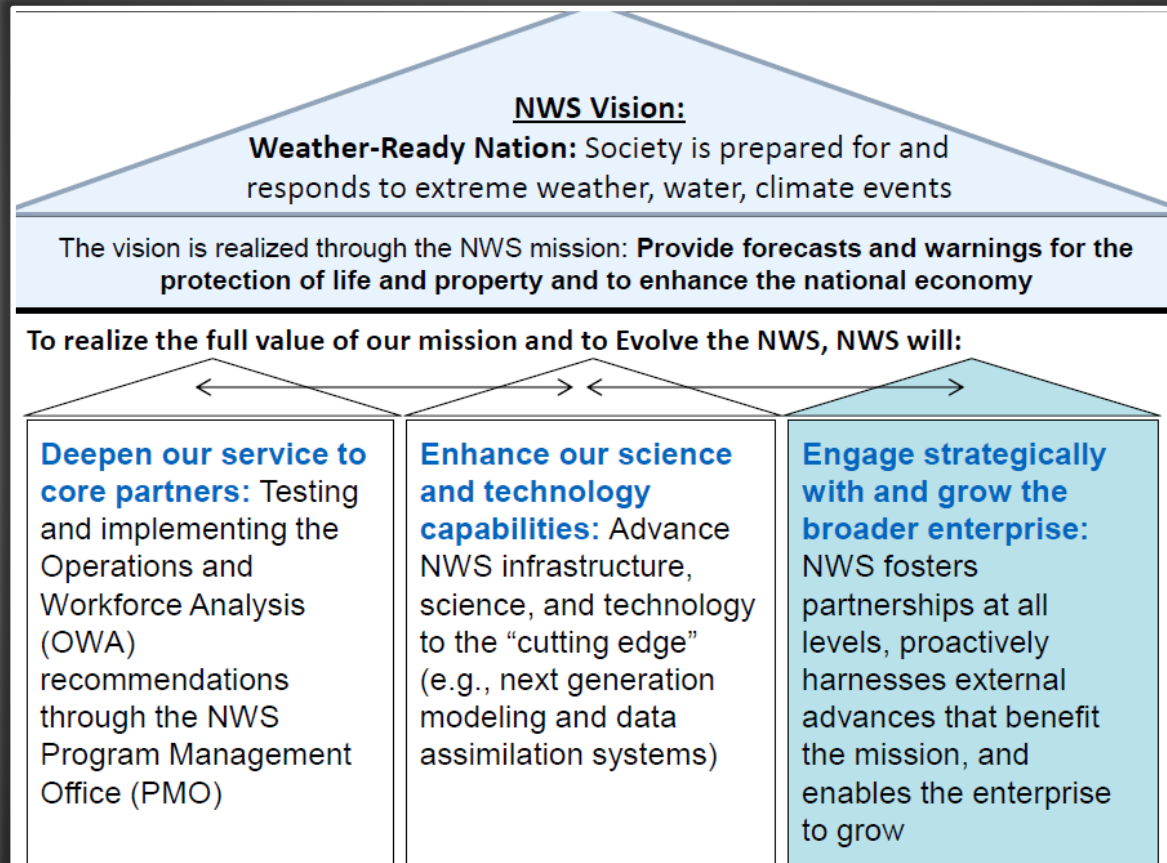 NWS Vision:
Weather-Ready Nation: Society is prepared for and
responds to extreme weather, water, climate events
The vision is realized through the NWS mission: Provide forecasts and warnings for the
protection of life and property and to enhance the national economy
To realize the full value of our mission and to Evolve the NWS, NWS will:
Deepen our service to
core partners: Testing
and implementing the
Operations and
Workforce Analysis
(OWA)
recommendations
through the NWS
Program Management
Office (PMO)
Enhance our science
and technology
capabilities: Advance
NWS infrastructure,
science, and technology
to the “cutting edge”
(e.g., next generation
modeling and data
assimilation systems)
Engage strategically
with and grow the
broader enterprise:
NWS fosters
partnerships at all
levels, proactively
harnesses external
advances that benefit
the mission, and
enables the enterprise
to grow